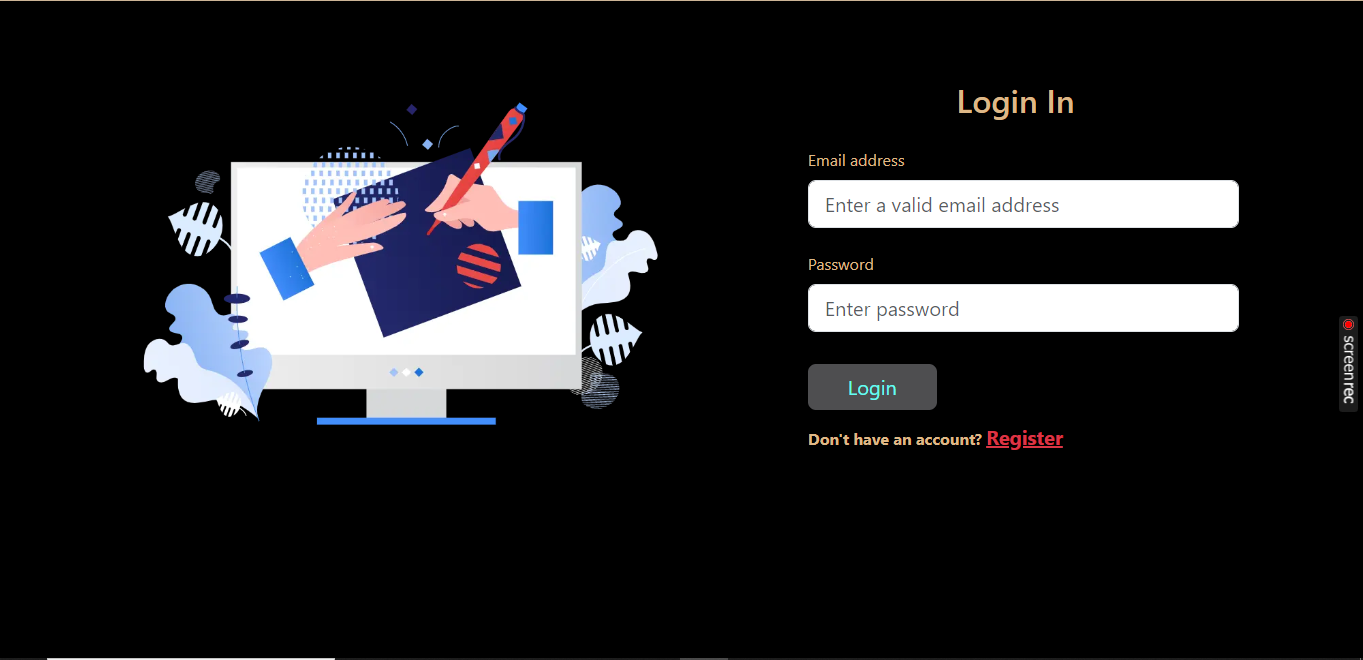 Login In
Email address
Enter a valid email address
Password
Enter password
Login
Don't have an account? Register
screenrec